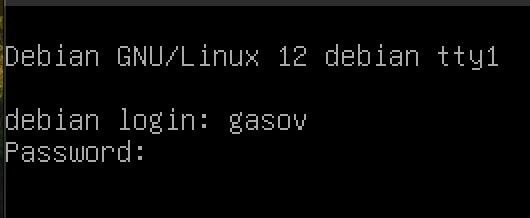 Debian GNU/Linux 12 debian tty1
debian login: gasov
Password: